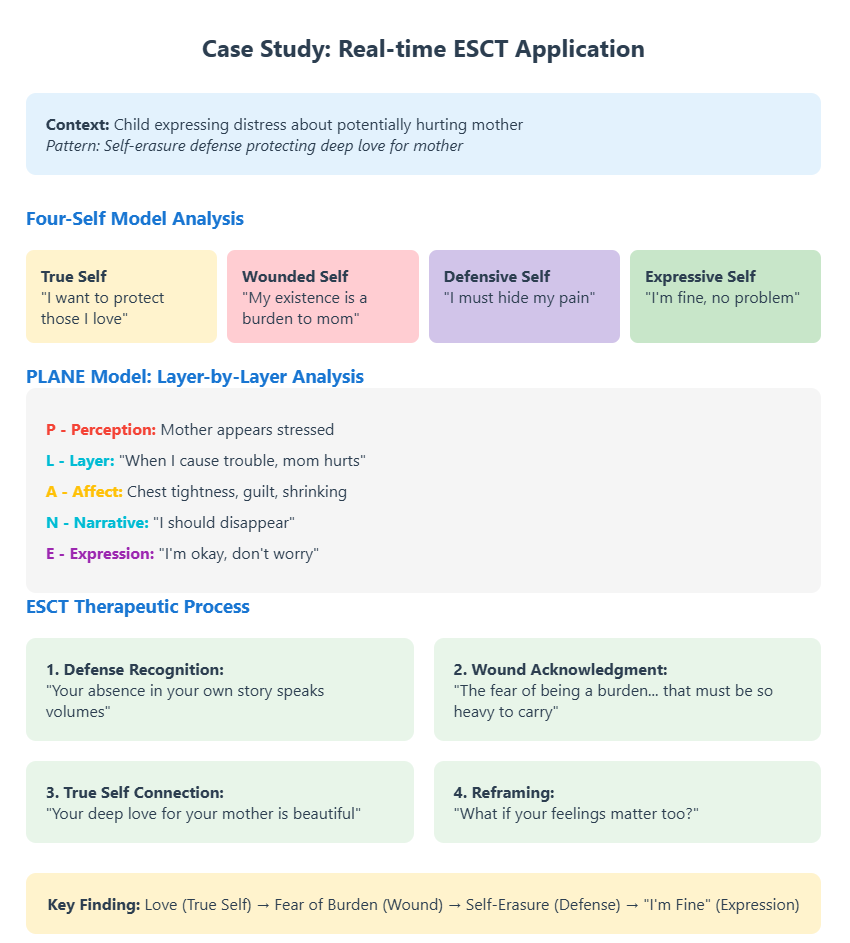 Case Study: Real-time ESCT Application
Context: Child expressing distress about potentially hurting mother
Pattern: Self-erasure defense protecting deep love for mother
Four-Self Model Analysis
True Self
"I want to protect
those I love"
Wounded Self
"My existence is a
burden to mom"
Defensive Self
"I must hide my pain"
Expressive Self
"I'm fine, no problem"
PLANE Model: Layer-by-Layer Analysis
P - Perception: Mother appears stressed
L - Layer: "When I cause trouble, mom hurts"
A - Affect: Chest tightness, guilt, shrinking
N - Narrative: "I should disappear"
E - Expression: "I'm okay, don't worry"
ESCT Therapeutic Process
1. Defense Recognition:
"Your absence in your own story speaks
volumes"
2. Wound Acknowledgment:
"The fear of being a burden... that must be so
heavy to carry"
3. True Self Connection:
"Your deep love for your mother is beautiful"
4. Reframing:
"What if your feelings matter too?"
Key Finding: Love (True Self) → Fear of Burden (Wound) → Self-Erasure (Defense) → "I'm Fine" (Expression)